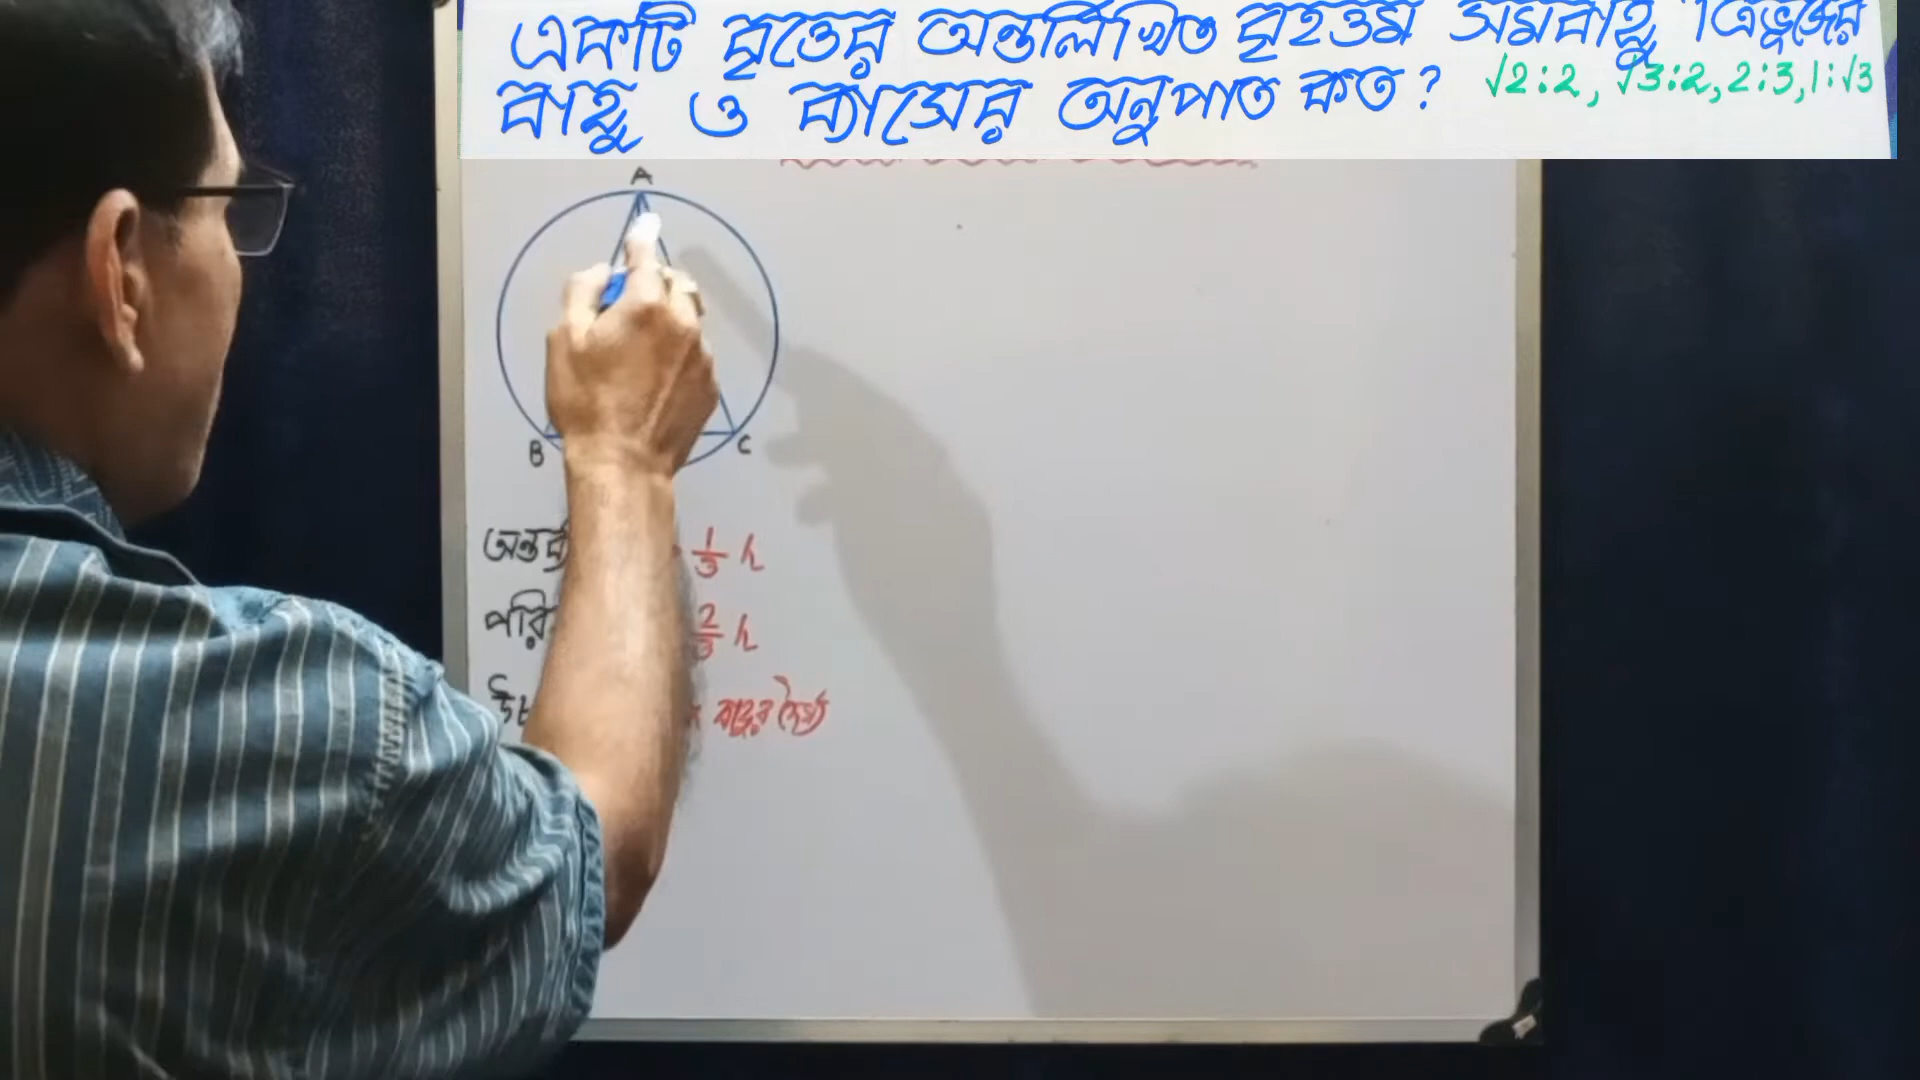 একটি বৃত্তের অন্তর্লিখিত বৃহত্তম সমবাহু ত্রিভুজের
বাহু ও ব্যাসের অনুপাত কত? √2:2, √3:2, 2:3, 1:√3
A
B C
1/3 h
2/3 h
বাহুর দৈর্ঘ্য